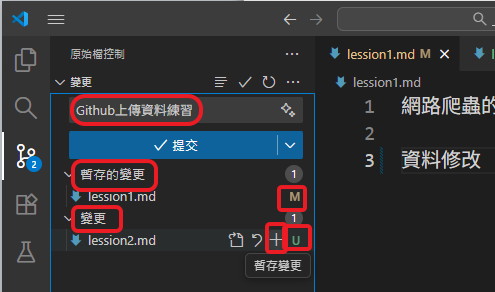 原始檔控制
變更
Github上傳資料練習
提交
暫存的變更
1
lession1.md
M
變更
1
lession2.md
U
暫存變更
2
lession1.md M
lession1.md
1 網路爬蟲的
2
3 資料修改